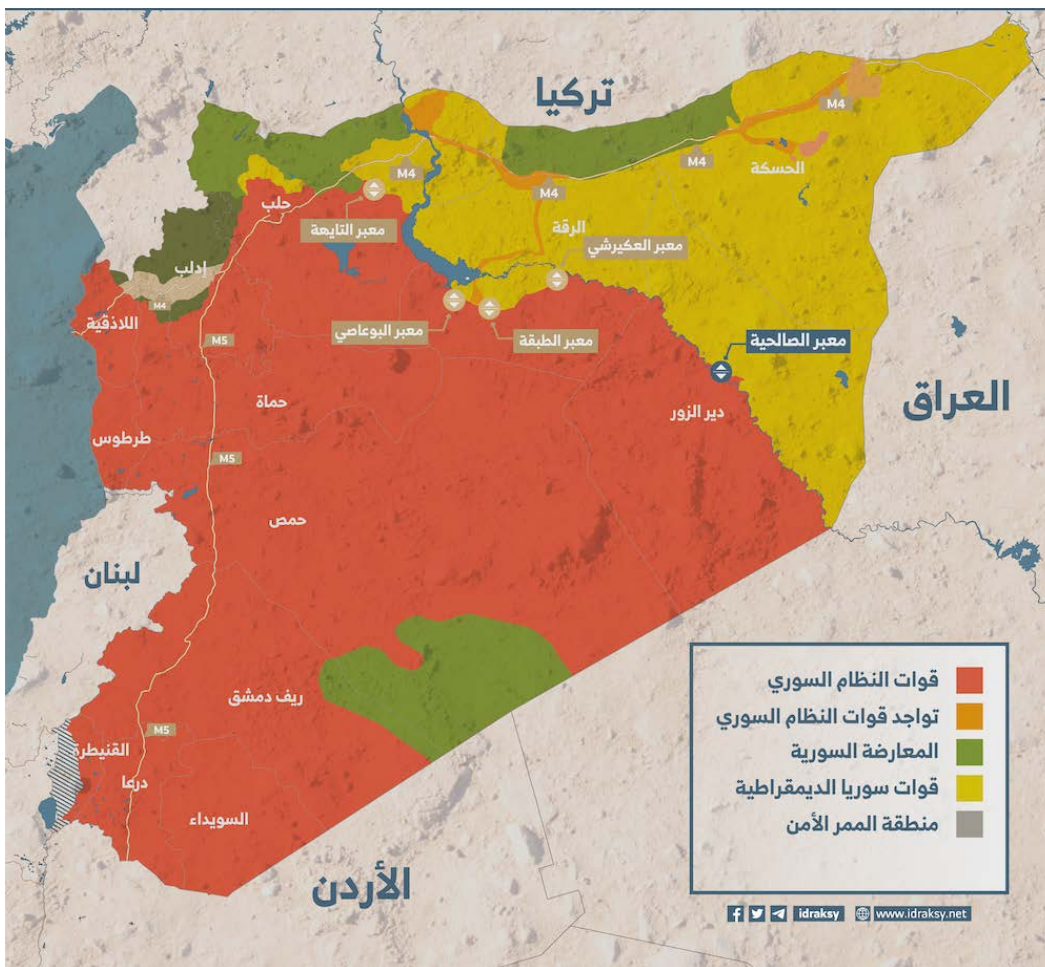 تركيا
M4
M4
الحسكة
M4
M4
حلب
معبر التايهة
الرقة
معبر العكيرشي
إدلب
M4
اللاذقية
معبر البوعاصي
معبر الطبقة
معبر الصالحية
M5
العراق
حماة
دير الزور
طرطوس
M5
حمص
لبنان
ريف دمشق
M5
القنيطرة
درعا
السويداء
الأردن
قوات النظام السوري
تواجد قوات النظام السوري
المعارضة السورية
قوات سوريا الديمقراطية
منطقة الممر الأمن
idraksy www.idraksy.net